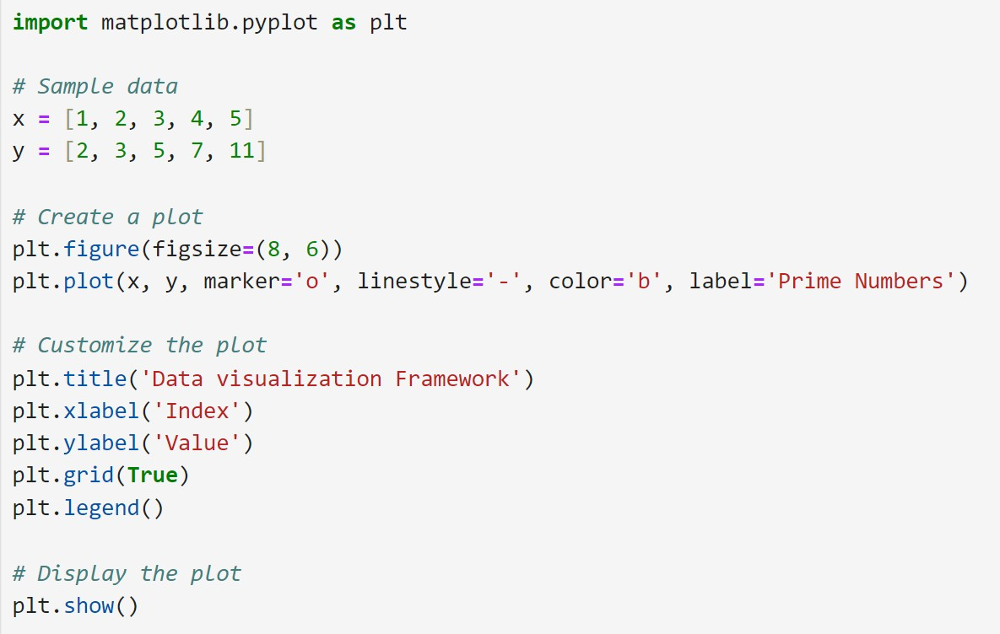 import matplotlib.pyplot as plt
# Sample data
x = [1, 2, 3, 4, 5]
y = [2, 3, 5, 7, 11]
# Create a plot
plt.figure(figsize=(8, 6))
plt.plot(x, y, marker='o', linestyle='-', color='b', label='Prime Numbers')
# Customize the plot
plt.title('Data visualization Framework')
plt.xlabel('Index')
plt.ylabel('Value')
plt.grid(True)
plt.legend()
# Display the plot
plt.show()